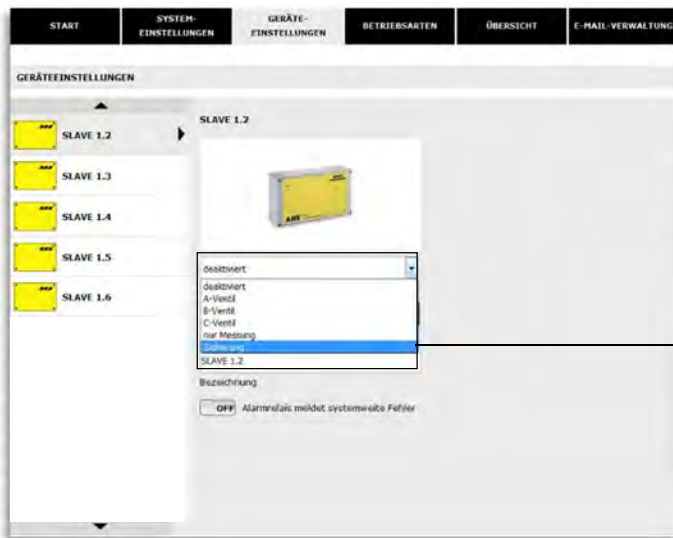 START
SYSTEM-
EINSTELLUNGEN
GERÄTE-
EINSTELLUNGEN
BETRIEBSARTEN
ÜBERSICHT
E-MAIL-VERWALTUNG
GERÄTEEINSTELLUNGEN
SLAVE 1.2
SLAVE 1.3
SLAVE 1.4
SLAVE 1.5
SLAVE 1.6
SLAVE 1.2
deaktiviert
deaktiviert
A-Ventil
B-Ventil
C-Ventil
nur Messung
SLAVE 1.2
Bezeichnung
OFF Alarmrelais meldet systemweite Fehler